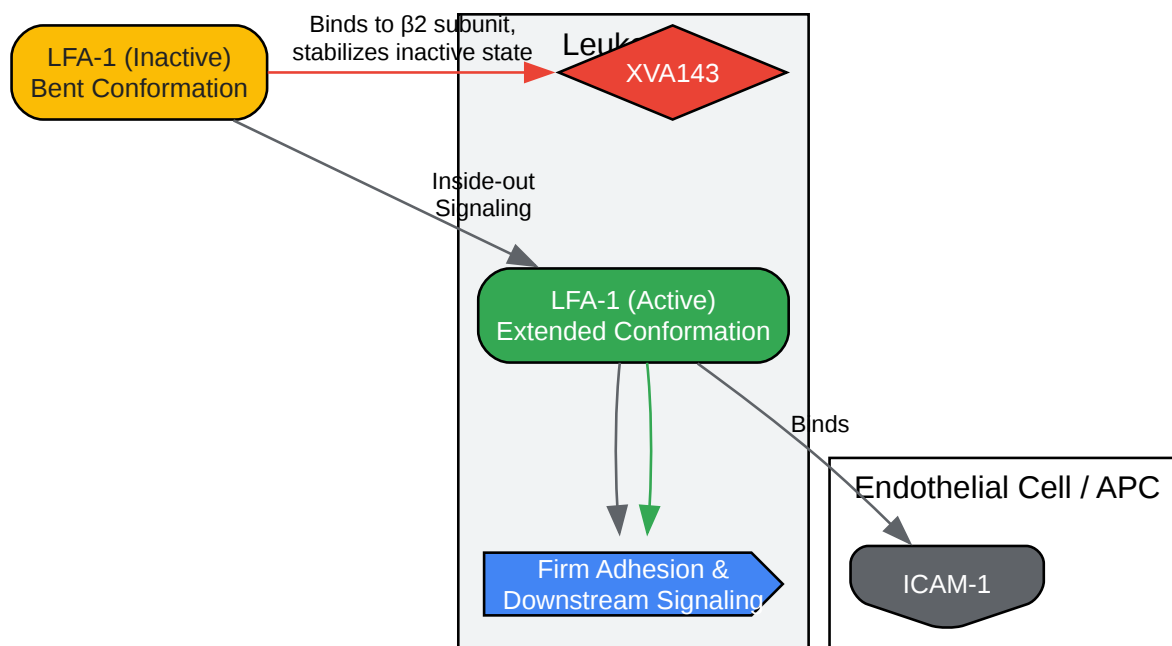 LFA-1 (Inactive)
Bent Conformation
Binds to β2 subunit,
stabilizes inactive state
XVA143
Inside-out
Signaling
LFA-1 (Active)
Extended Conformation
Binds
Endothelial Cell / APC
Firm Adhesion &
Downstream Signaling
ICAM-1